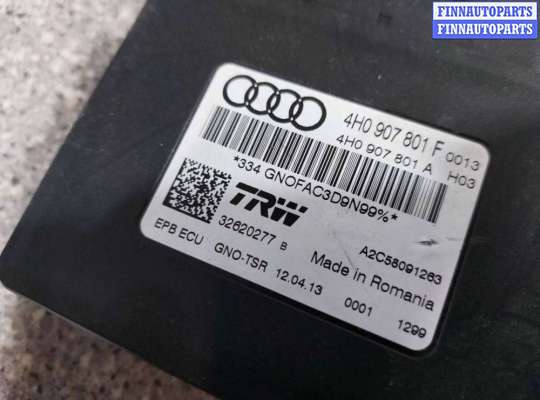 FINNAUTOPARTS
FINNAUTOPARTS
4H0 907 801 F 0013
4H0 907 801 A H03
*334 GNOFAC3D9N99%*
TRW
32620277 B
A2C58091283
Made in Romania
EPB ECU GNO-TSR 12.04.13 0001 1299